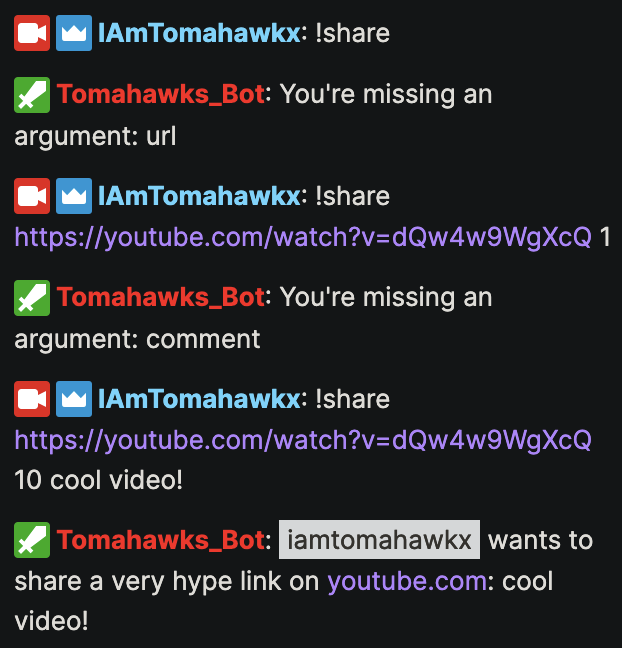 IAmTomahawkx: !share
Tomahawks_Bot: You're missing an
argument: url
IAmTomahawkx: !share
https://youtube.com/watch?v=dQw4w9WgXcQ 1
Tomahawks_Bot: You're missing an
argument: comment
IAmTomahawkx: !share
https://youtube.com/watch?v=dQw4w9WgXcQ
10 cool video!
Tomahawks_Bot: iamtomahawkx wants to
share a very hype link on youtube.com: cool
video!